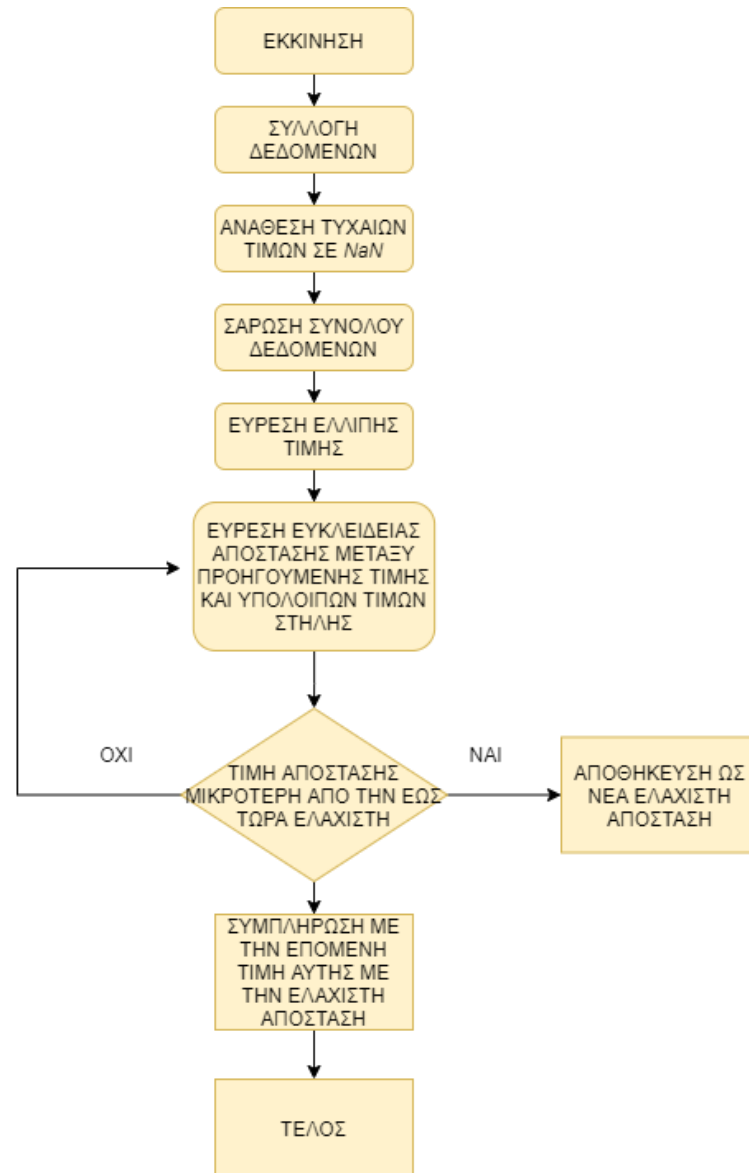 ΕΚΚΙΝΗΣΗ
ΣΥΛΛΟΓΗ
ΔΕΔΟΜΕΝΩΝ
ΑΝΑΘΕΣΗ ΤΥΧΑΙΩΝ
ΤΙΜΩΝ ΣΕ NaN
ΣΑΡΩΣΗ ΣΥΝΟΛΟΥ
ΔΕΔΟΜΕΝΩΝ
ΕΥΡΕΣΗ ΕΛΛΙΠΗΣ
ΤΙΜΗΣ
ΕΥΡΕΣΗ ΕΥΚΛΕΙΔΕΙΑΣ
ΑΠΟΣΤΑΣΗΣ ΜΕΤΑΞΥ
ΠΡΟΗΓΟΥΜΕΝΗΣ ΤΙΜΗΣ
ΚΑΙ ΥΠΟΛΟΙΠΩΝ ΤΙΜΩΝ
ΣΤΗΛΗΣ
ΟΧΙ
ΝΑΙ
ΤΙΜΗ ΑΠΟΣΤΑΣΗΣ
ΜΙΚΡΟΤΕΡΗ ΑΠΟ ΤΗΝ ΕΩΣ
ΤΩΡΑ ΕΛΑΧΙΣΤΗ
ΑΠΟΘΗΚΕΥΣΗ ΩΣ
ΝΕΑ ΕΛΑΧΙΣΤΗ
ΑΠΟΣΤΑΣΗ
ΣΥΜΠΛΗΡΩΣΗ ΜΕ
ΤΗΝ ΕΠΟΜΕΝΗ
ΤΙΜΗ ΑΥΤΗΣ ΜΕ
ΤΗΝ ΕΛΑΧΙΣΤΗ
ΑΠΟΣΤΑΣΗ
ΤΕΛΟΣ